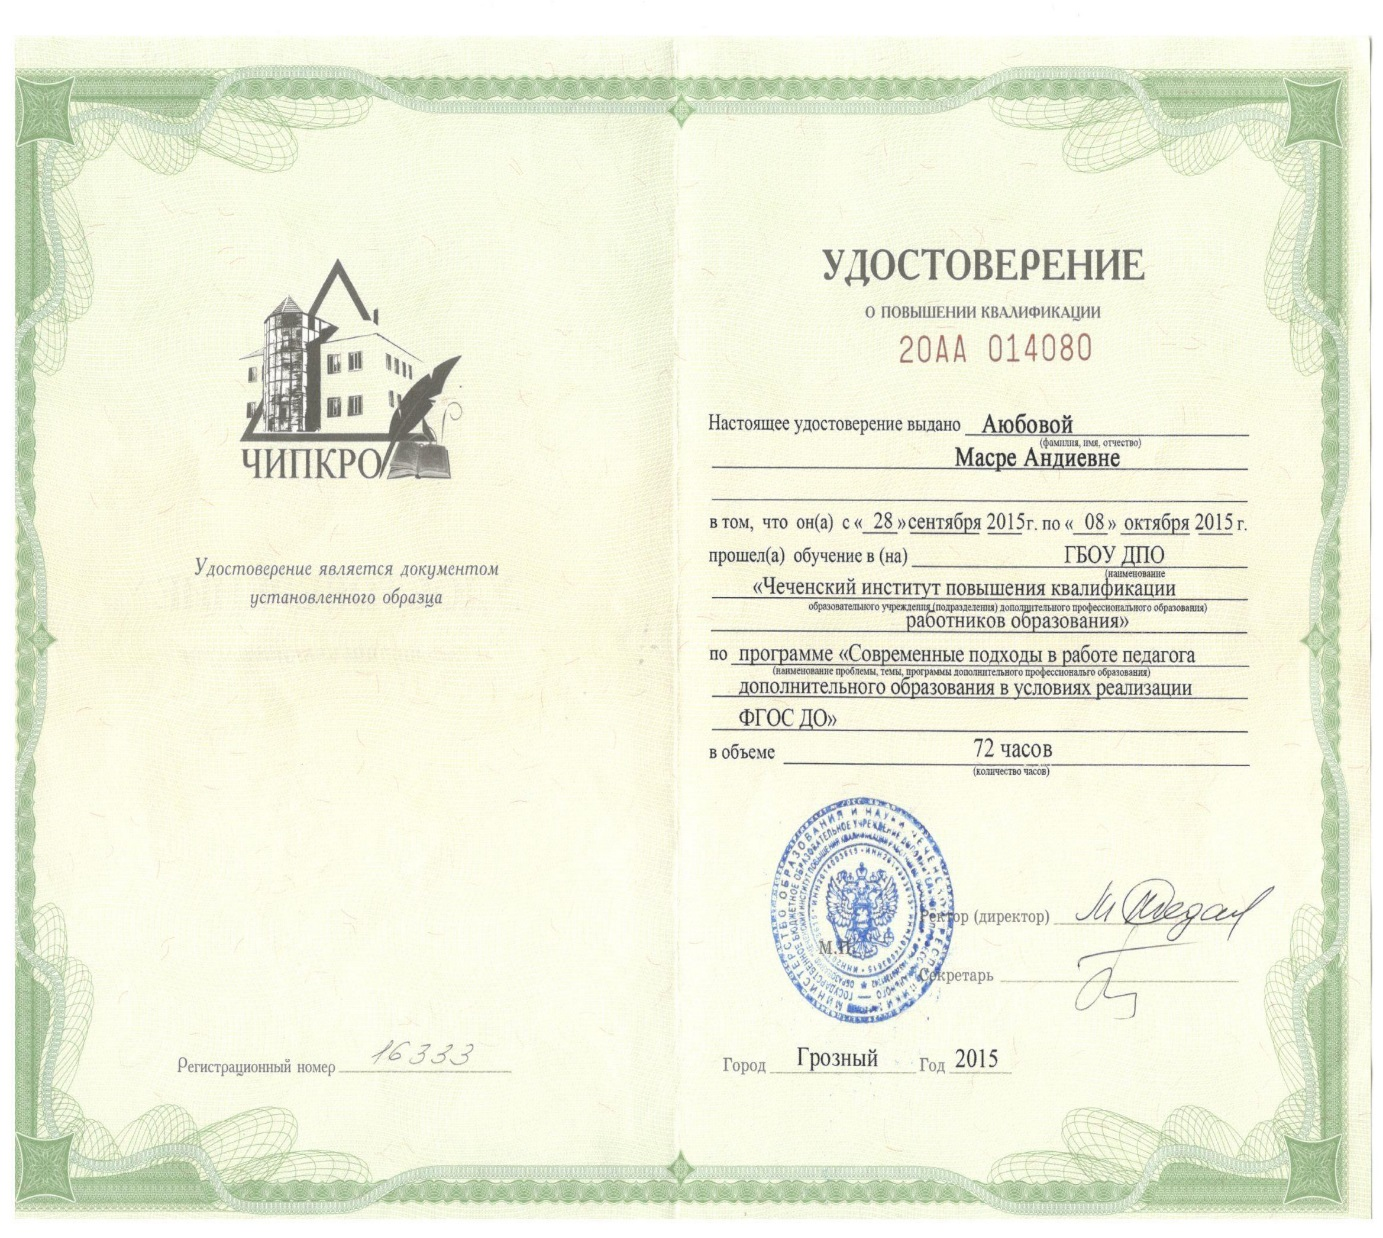 ЧИПКРО
Удостоверение является документом
установленного образца
Регистрационный номер 16333
УДОСТОВЕРЕНИЕ
О ПОВЫШЕНИИ КВАЛИФИКАЦИИ
20АА 014080
Настоящее удостоверение выдано Аюбовой
(фамилия, имя, отчество)
Масре Андиевне
в том, что он(а) с « 28 » сентября 2015 г. по « 08 » октября 2015 г.
прошел(а) обучение в (на) ГБОУ ДПО
(наименование
«Чеченский институт повышения квалификации
образовательного учреждения (подразделения) дополнительного профессионального образования)
работников образования»
по программе «Современные подходы в работе педагога
(наименование проблемы, темы, программы дополнительного профессиональго образования)
дополнительного образования в условиях реализации
ФГОС ДО»
в объеме 72 часов
(количество часов)
Ректор (директор)
М.П.
Секретарь
Город Грозный Год 2015